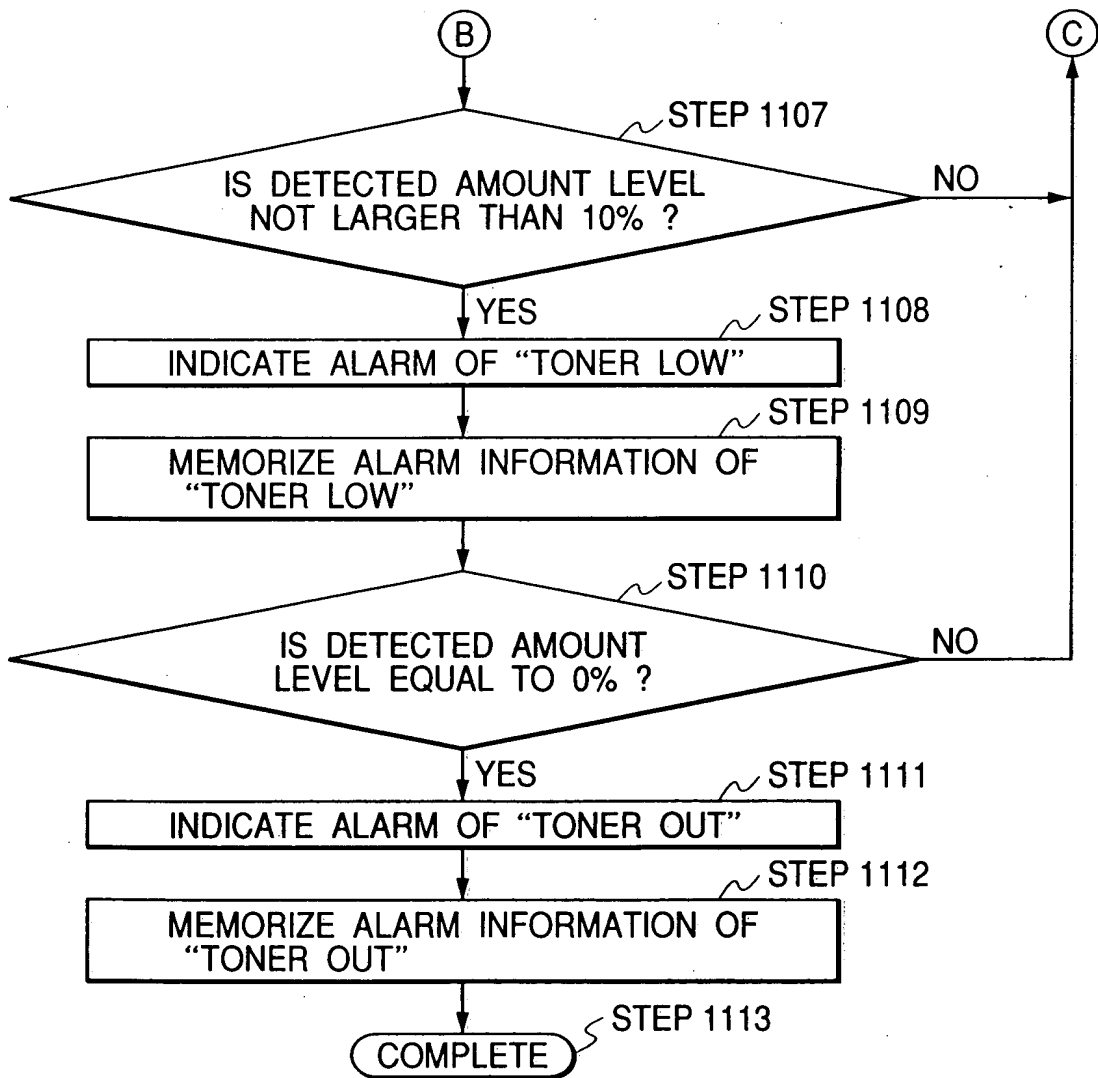 B
C
STEP 1107
IS DETECTED AMOUNT LEVEL
NOT LARGER THAN 10% ?
NO
YES
STEP 1108
INDICATE ALARM OF “TONER LOW”
STEP 1109
MEMORIZE ALARM INFORMATION OF
“TONER LOW”
STEP 1110
IS DETECTED AMOUNT
LEVEL EQUAL TO 0% ?
NO
YES
STEP 1111
INDICATE ALARM OF “TONER OUT”
STEP 1112
MEMORIZE ALARM INFORMATION OF
“TONER OUT”
STEP 1113
COMPLETE